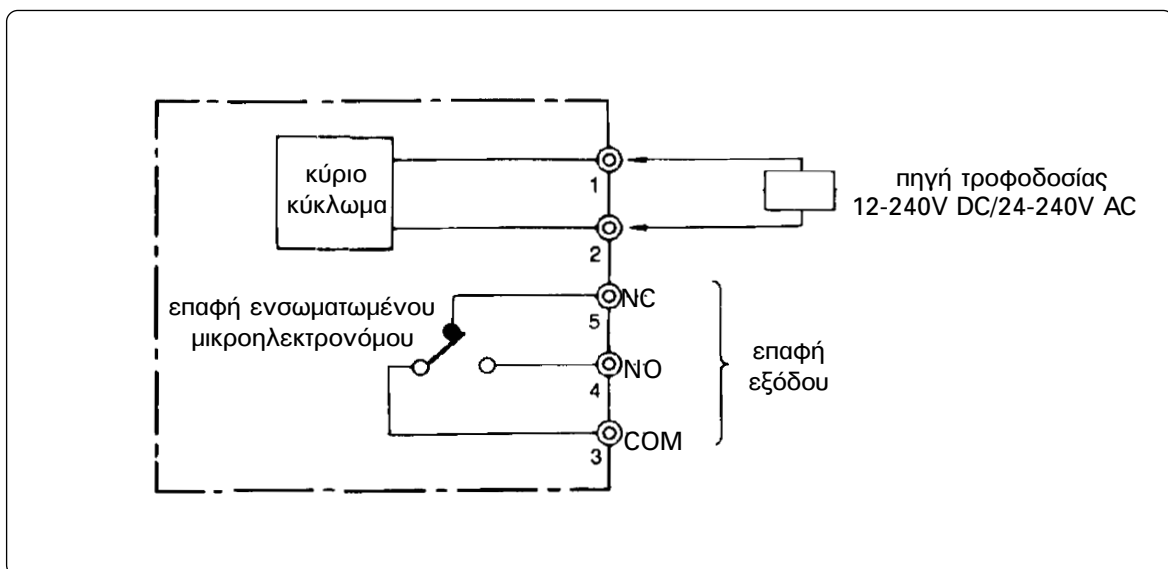 κύριο
κύκλωμα
1
2
πηγή τροφοδοσίας
12-240V DC/24-240V AC
επαφή ενσωματωμένου
μικροηλεκτρονόμου
NC
5
NO
4
COM
3
επαφή
εξόδου